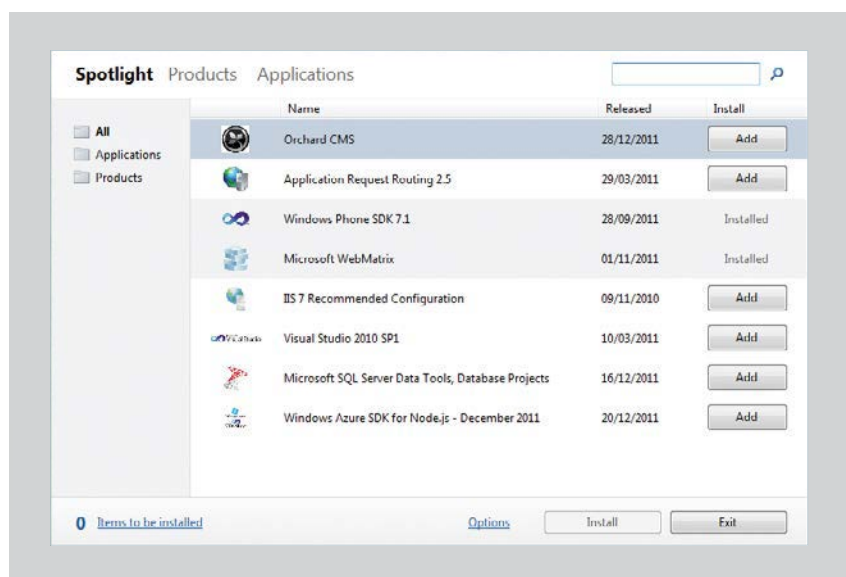 Spotlight Products Applications
Name Released Install
All
Applications
Products
Orchard CMS 28/12/2011 Add
Application Request Routing 2.5 29/03/2011 Add
Windows Phone SDK 7.1 28/09/2011 Installed
Microsoft WebMatrix 01/11/2011 Installed
IIS 7 Recommended Configuration 09/11/2010 Add
Visual Studio 2010 SP1 10/03/2011 Add
Microsoft SQL Server Data Tools, Database Projects 16/12/2011 Add
Windows Azure SDK for Node.js - December 2011 20/12/2011 Add
0 Items to be installed Options Install Exit